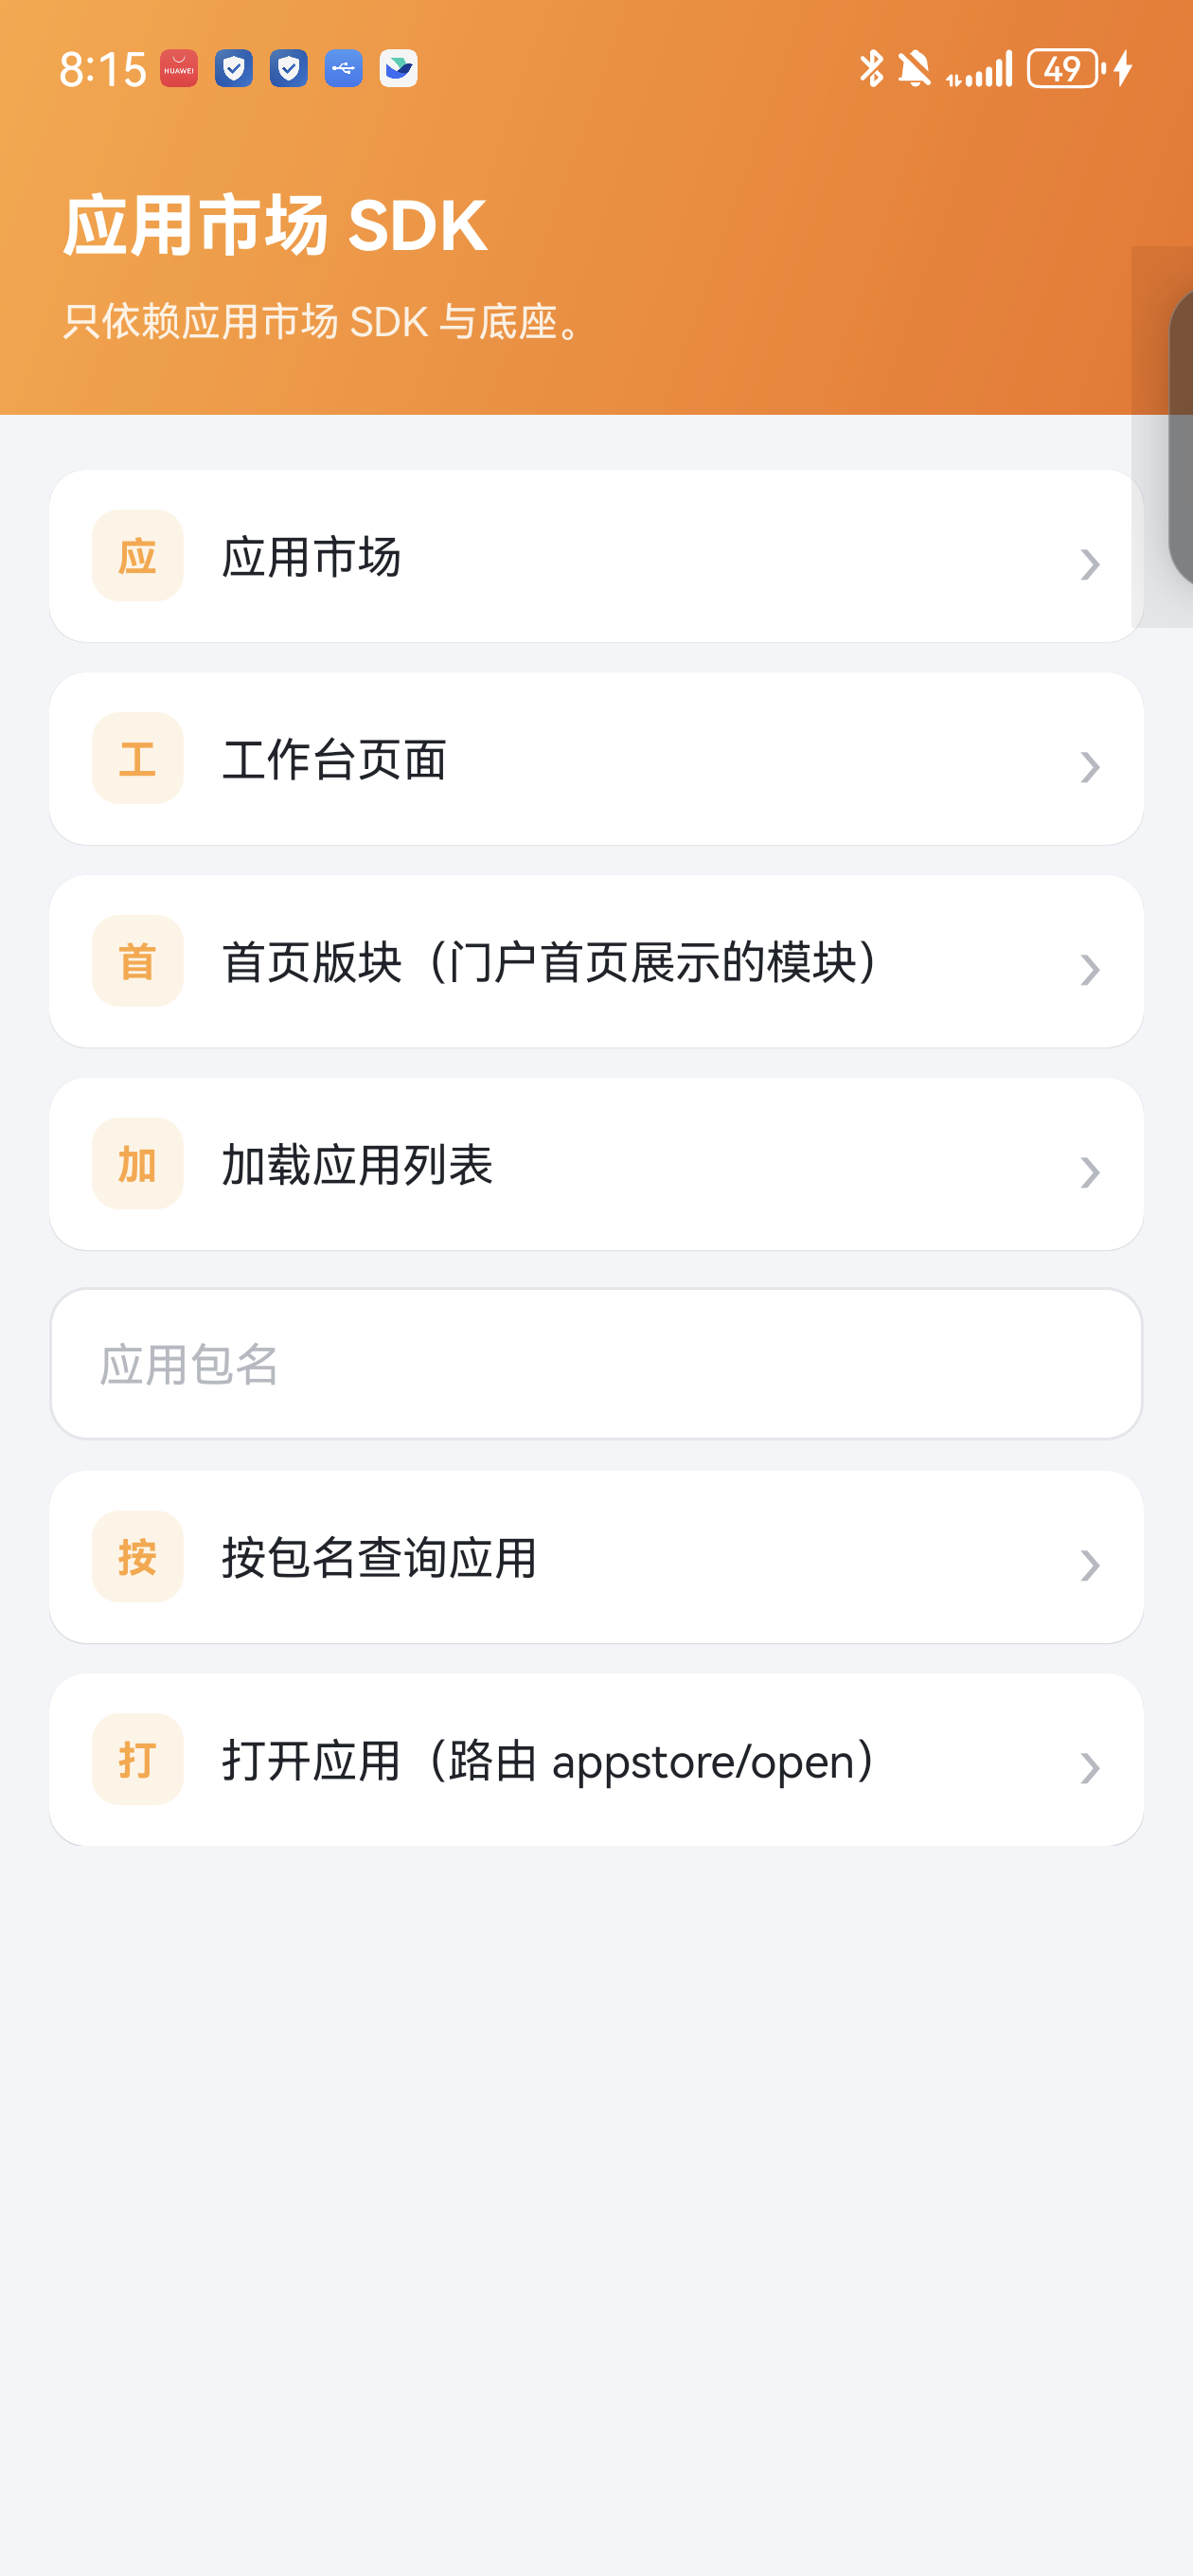 8:15
HUAWEI
49
应用市场 SDK
只依赖应用市场 SDK 与底座。
应
应用市场
工
工作台页面
首
首页版块（门户首页展示的模块）
加
加载应用列表
应用包名
按
按包名查询应用
打
打开应用（路由 appstore/open）